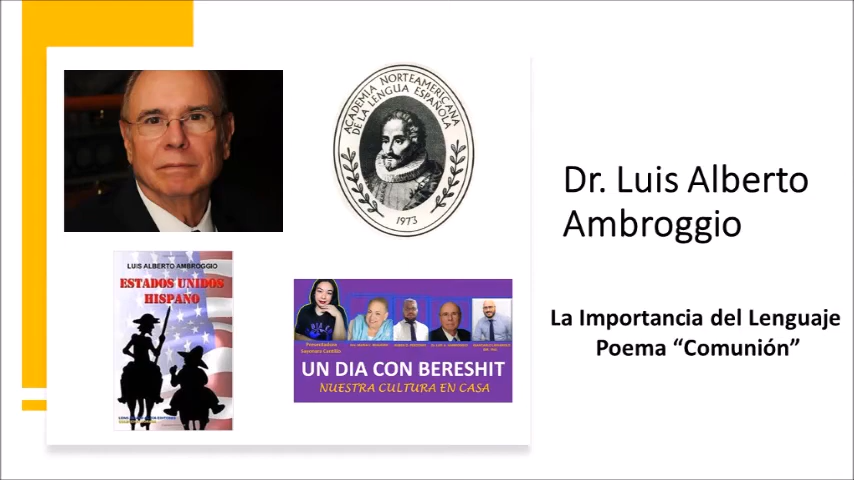 ACADEMIA NORTEAMERICANA
DE LA LENGUA ESPAÑOLA
1973
Dr. Luis Alberto
Ambroggio
LUIS ALBERTO AMBROGGIO
ESTADOS UNIDOS
HISPANO
La Importancia del Lenguaje
Poema “Comunión”
Presentadora
UN DIA CON BERESHIT
NUESTRA CULTURA EN CASA